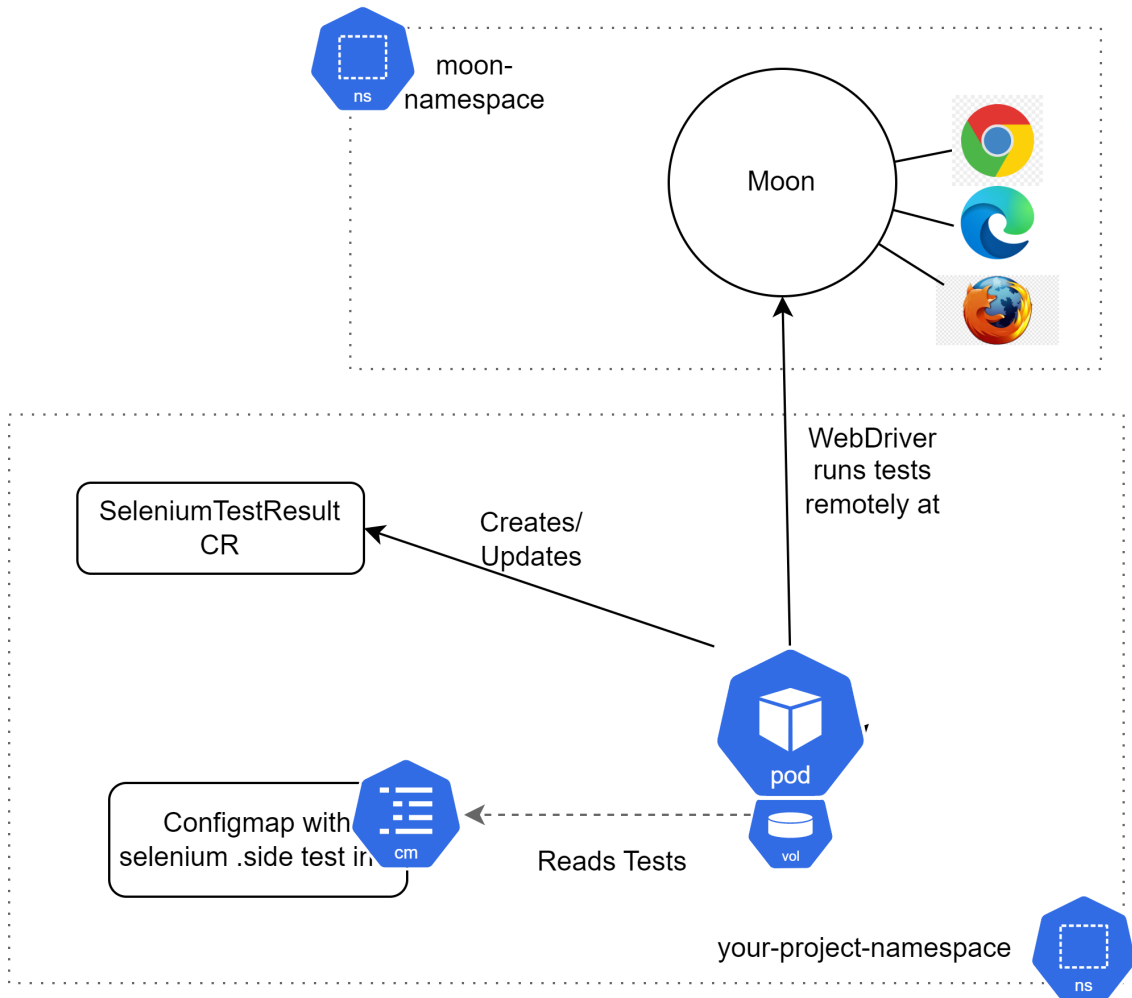 moon-
namespace
ns
Moon
WebDriver
runs tests
remotely at
SeleniumTestResult
CR
Creates/
Updates
pod
Configmap with
selenium .side test in
cm
Reads Tests
vol
your-project-namespace
ns